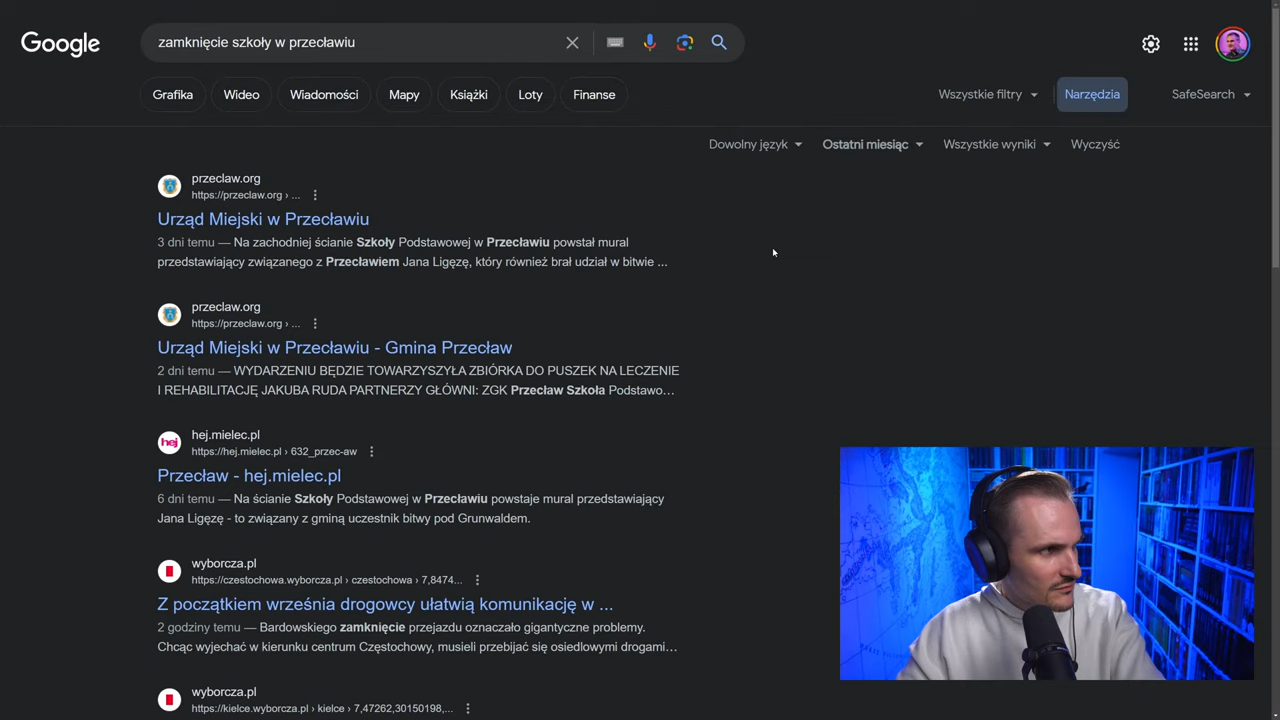 Google
zamknięcie szkoły w przecławiu
Grafika
Wideo
Wiadomości
Mapy
Książki
Loty
Finanse
Wszystkie filtry
Narzędzia
SafeSearch
Dowolny język
Ostatni miesiąc
Wszystkie wyniki
Wyczyść
przeclaw.org
https://przeclaw.org › ...
Urząd Miejski w Przecławiu
3 dni temu — Na zachodniej ścianie Szkoły Podstawowej w Przecławiu powstał mural
przedstawiający związanego z Przecławiem Jana Ligęzę, który również brał udział w bitwie ...
przeclaw.org
https://przeclaw.org › ...
Urząd Miejski w Przecławiu - Gmina Przecław
2 dni temu — WYDARZENIU BĘDZIE TOWARZYSZYŁA ZBIÓRKA DO PUSZEK NA LECZENIE
I REHABILITACJĘ JAKUBA RUDA PARTNERZY GŁÓWNI: ZGK Przecław Szkoła Podstawo...
hej.mielec.pl
hej
https://hej.mielec.pl › 632_przec-aw
Przecław - hej.mielec.pl
6 dni temu — Na ścianie Szkoły Podstawowej w Przecławiu powstaje mural przedstawiający
Jana Ligęzę - to związany z gminą uczestnik bitwy pod Grunwaldem.
wyborcza.pl
https://czestochowa.wyborcza.pl › czestochowa › 7,8474...
Z początkiem września drogowcy ułatwią komunikację w ...
2 godziny temu — Bardowskiego zamknięcie przejazdu oznaczało gigantyczne problemy.
Chcąc wyjechać w kierunku centrum Częstochowy, musieli przebijać się osiedlowymi drogami...
wyborcza.pl
https://kielce.wyborcza.pl › kielce › 7,47262,30150198,...